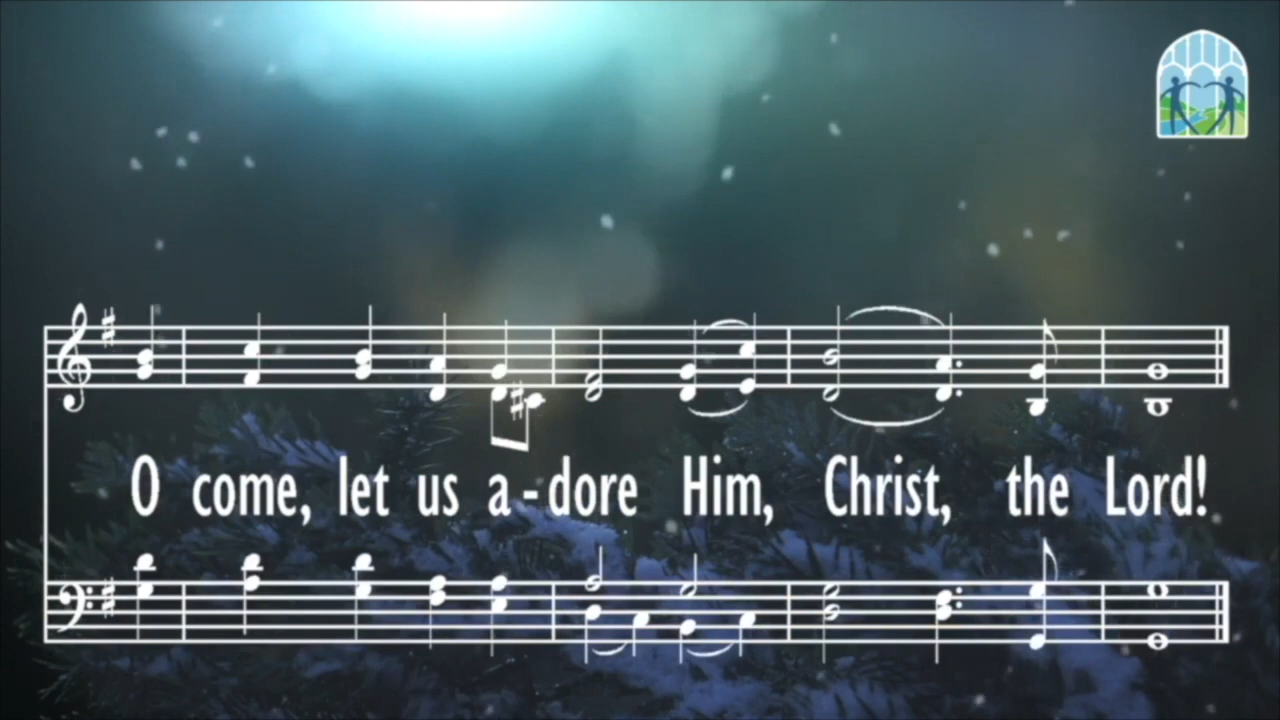 O come, let us a-dore Him, Christ, the Lord!